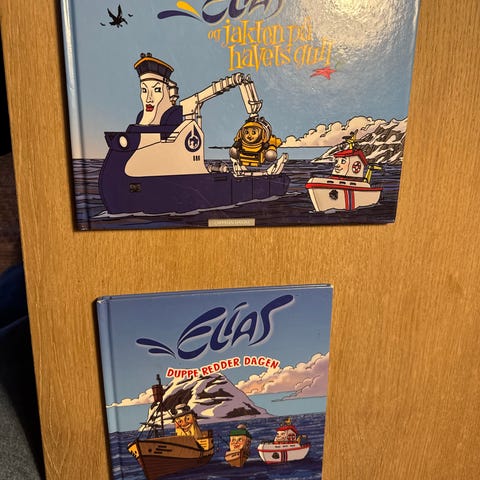 ELIAS
og jakten på
havets gull
ELIAS
DUPPE REDDER DAGEN